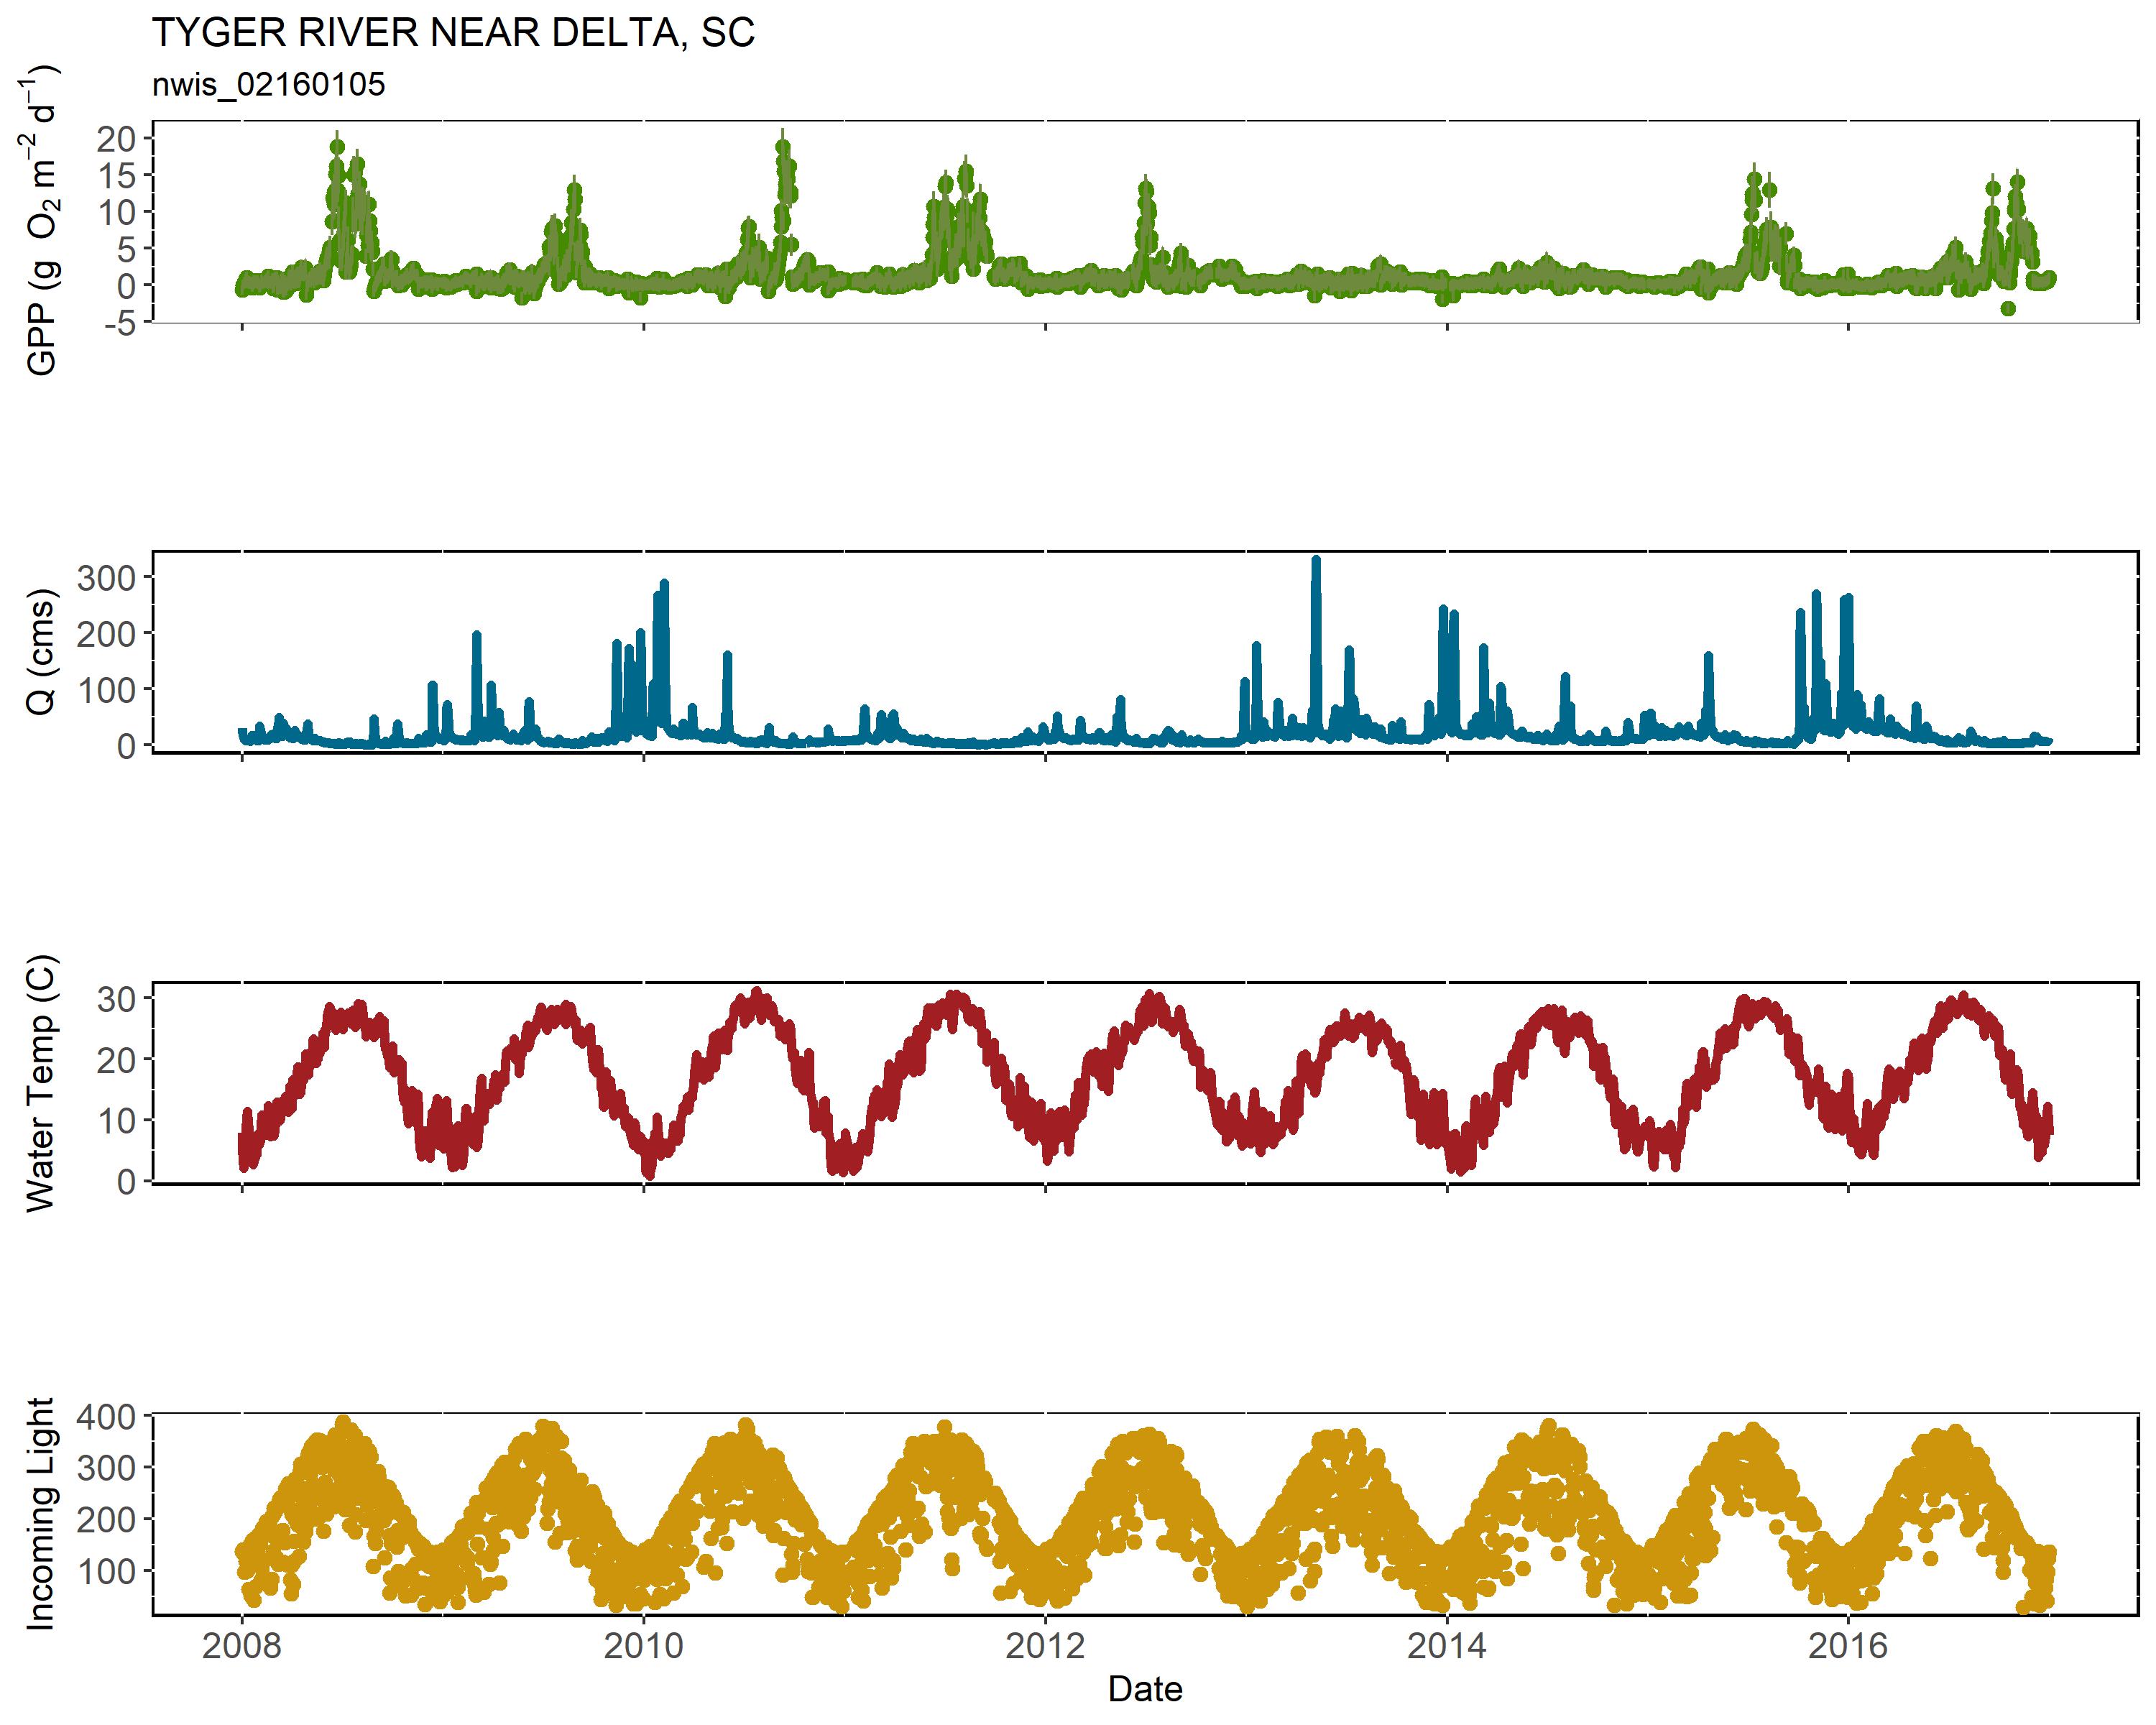 TYGER RIVER NEAR DELTA, SC
nwis_02160105
GPP (g O₂ m⁻² d⁻¹)
20
15
10
5
0
-5
Q (cms)
300
200
100
0
Water Temp (C)
30
20
10
0
Incoming Light
400
300
200
100
2008 2010 2012 2014 2016
Date